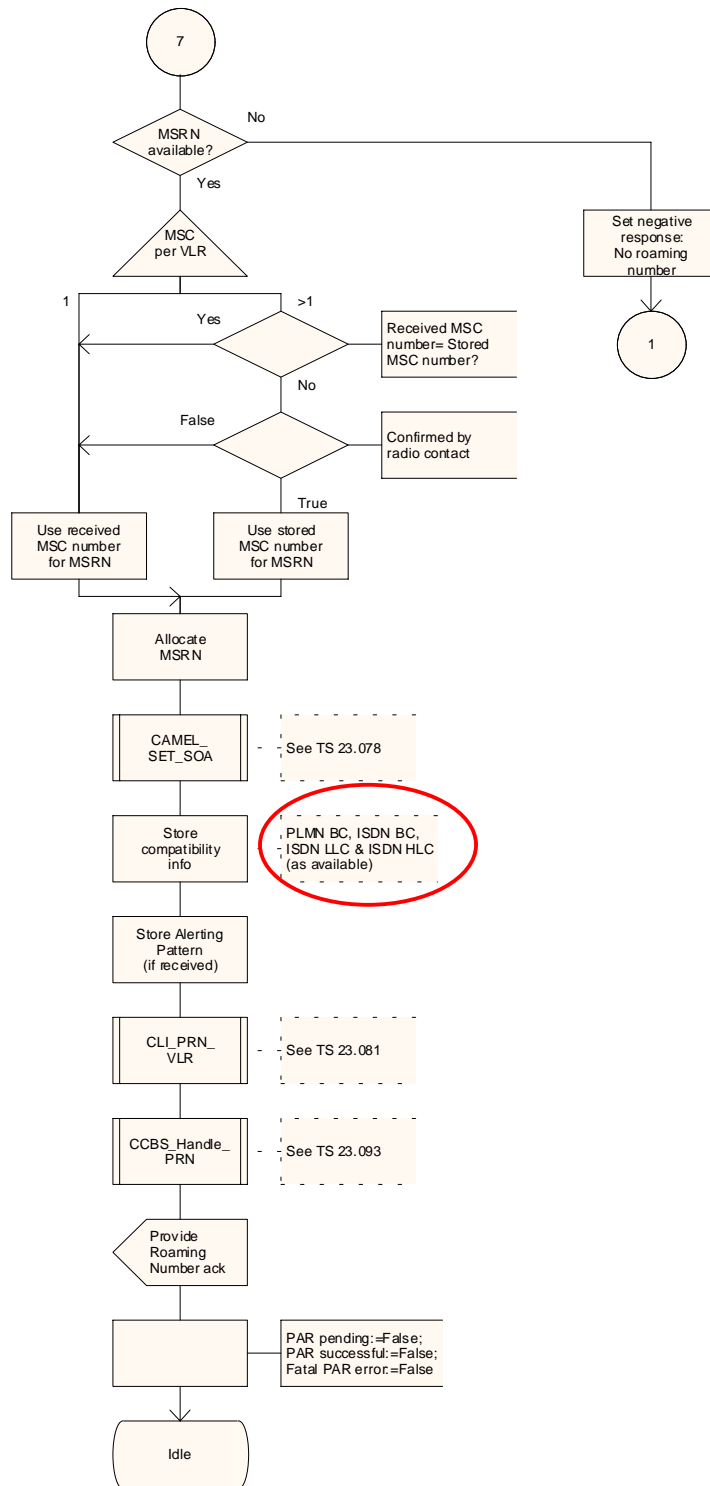 7
No
MSRN
available?
Yes
MSC
per VLR
Set negative
response:
No roaming
number
1
>1
Yes
Received MSC
number= Stored
MSC number?
1
No
False
Confirmed by
radio contact
True
Use received
MSC number
for MSRN
Use stored
MSC number
for MSRN
Allocate
MSRN
CAMEL_
SET_SOA
See TS 23.078
Store
compatibility
info
PLMN BC, ISDN BC,
ISDN LLC & ISDN HLC
(as available)
Store Alerting
Pattern
(if received)
CLI_PRN_
VLR
See TS 23.081
CCBS_Handle_
PRN
See TS 23.093
Provide
Roaming
Number ack
PAR pending:=False;
PAR successful:=False;
Fatal PAR error:=False
Idle